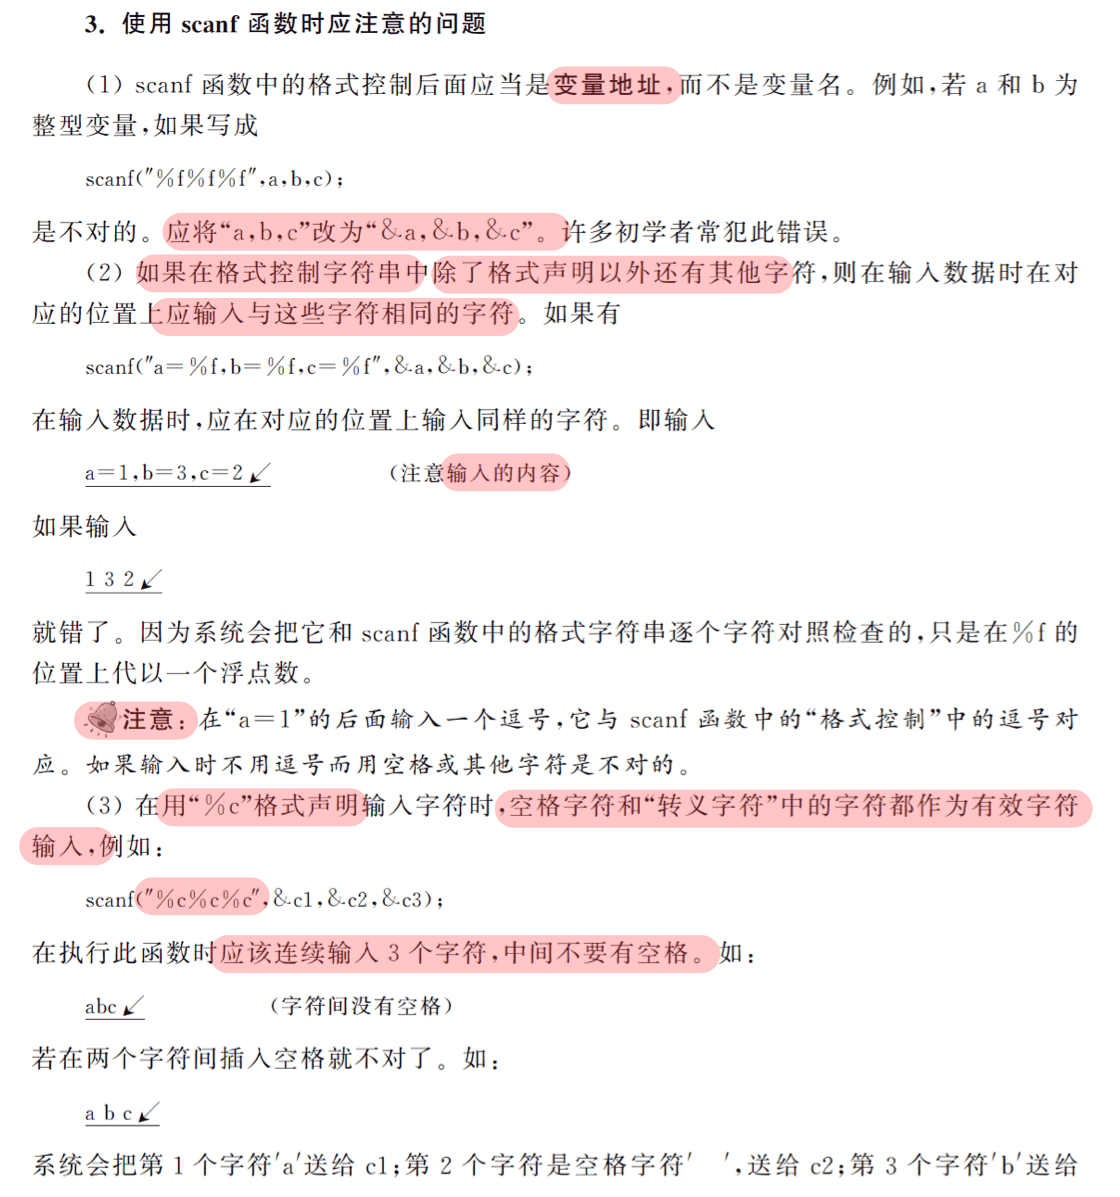 3. 使用 scanf 函数时应注意的问题
（1）scanf 函数中的格式控制后面应当是变量地址,而不是变量名。例如,若 a 和 b 为
整型变量,如果写成
scanf("%f%f%f",a,b,c);
是不对的。应将“a,b,c”改为“&a,&b,&c”。许多初学者常犯此错误。
（2）如果在格式控制字符串中除了格式声明以外还有其他字符,则在输入数据时在对
应的位置上应输入与这些字符相同的字符。如果有
scanf("a=%f,b=%f,c=%f",&a,&b,&c);
在输入数据时,应在对应的位置上输入同样的字符。即输入
a=1,b=3,c=2↙ （注意输入的内容）
如果输入
1 3 2↙
就错了。因为系统会把它和 scanf 函数中的格式字符串逐个字符对照检查的,只是在%f 的
位置上代以一个浮点数。
注意：在“a=1”的后面输入一个逗号,它与 scanf 函数中的“格式控制”中的逗号对
应。如果输入时不用逗号而用空格或其他字符是不对的。
（3）在用“%c”格式声明输入字符时,空格字符和“转义字符”中的字符都作为有效字符
输入,例如：
scanf("%c%c%c",&c1,&c2,&c3);
在执行此函数时应该连续输入 3 个字符,中间不要有空格。如：
abc↙ （字符间没有空格）
若在两个字符间插入空格就不对了。如：
a b c↙
系统会把第 1 个字符'a'送给 c1;第 2 个字符是空格字符' ',送给 c2;第 3 个字符'b'送给